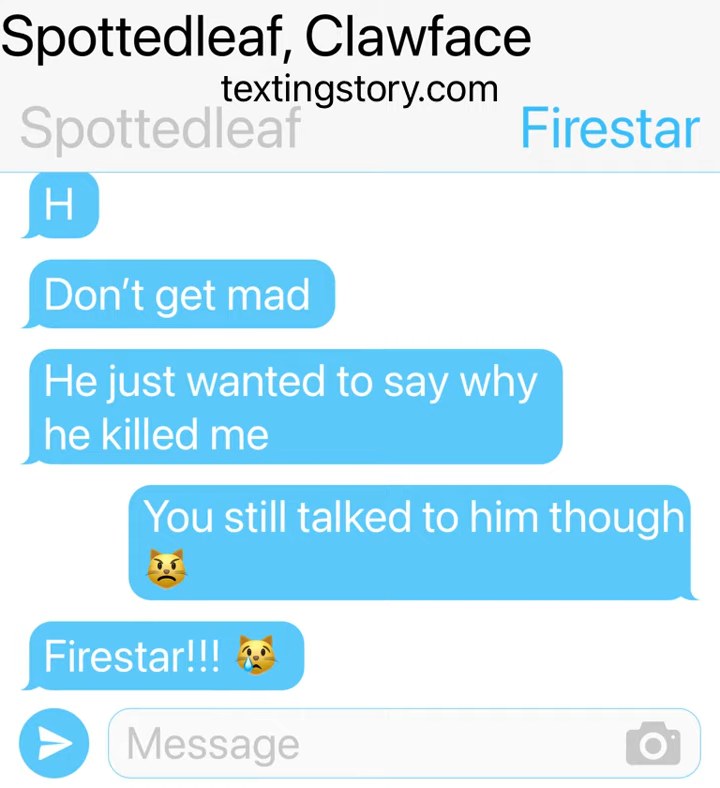 Spottedleaf, Clawface
textingstory.com
Spottedleaf
Firestar
H
Don't get mad
He just wanted to say why
he killed me
You still talked to him though
😾
Firestar!!! 😿
Message